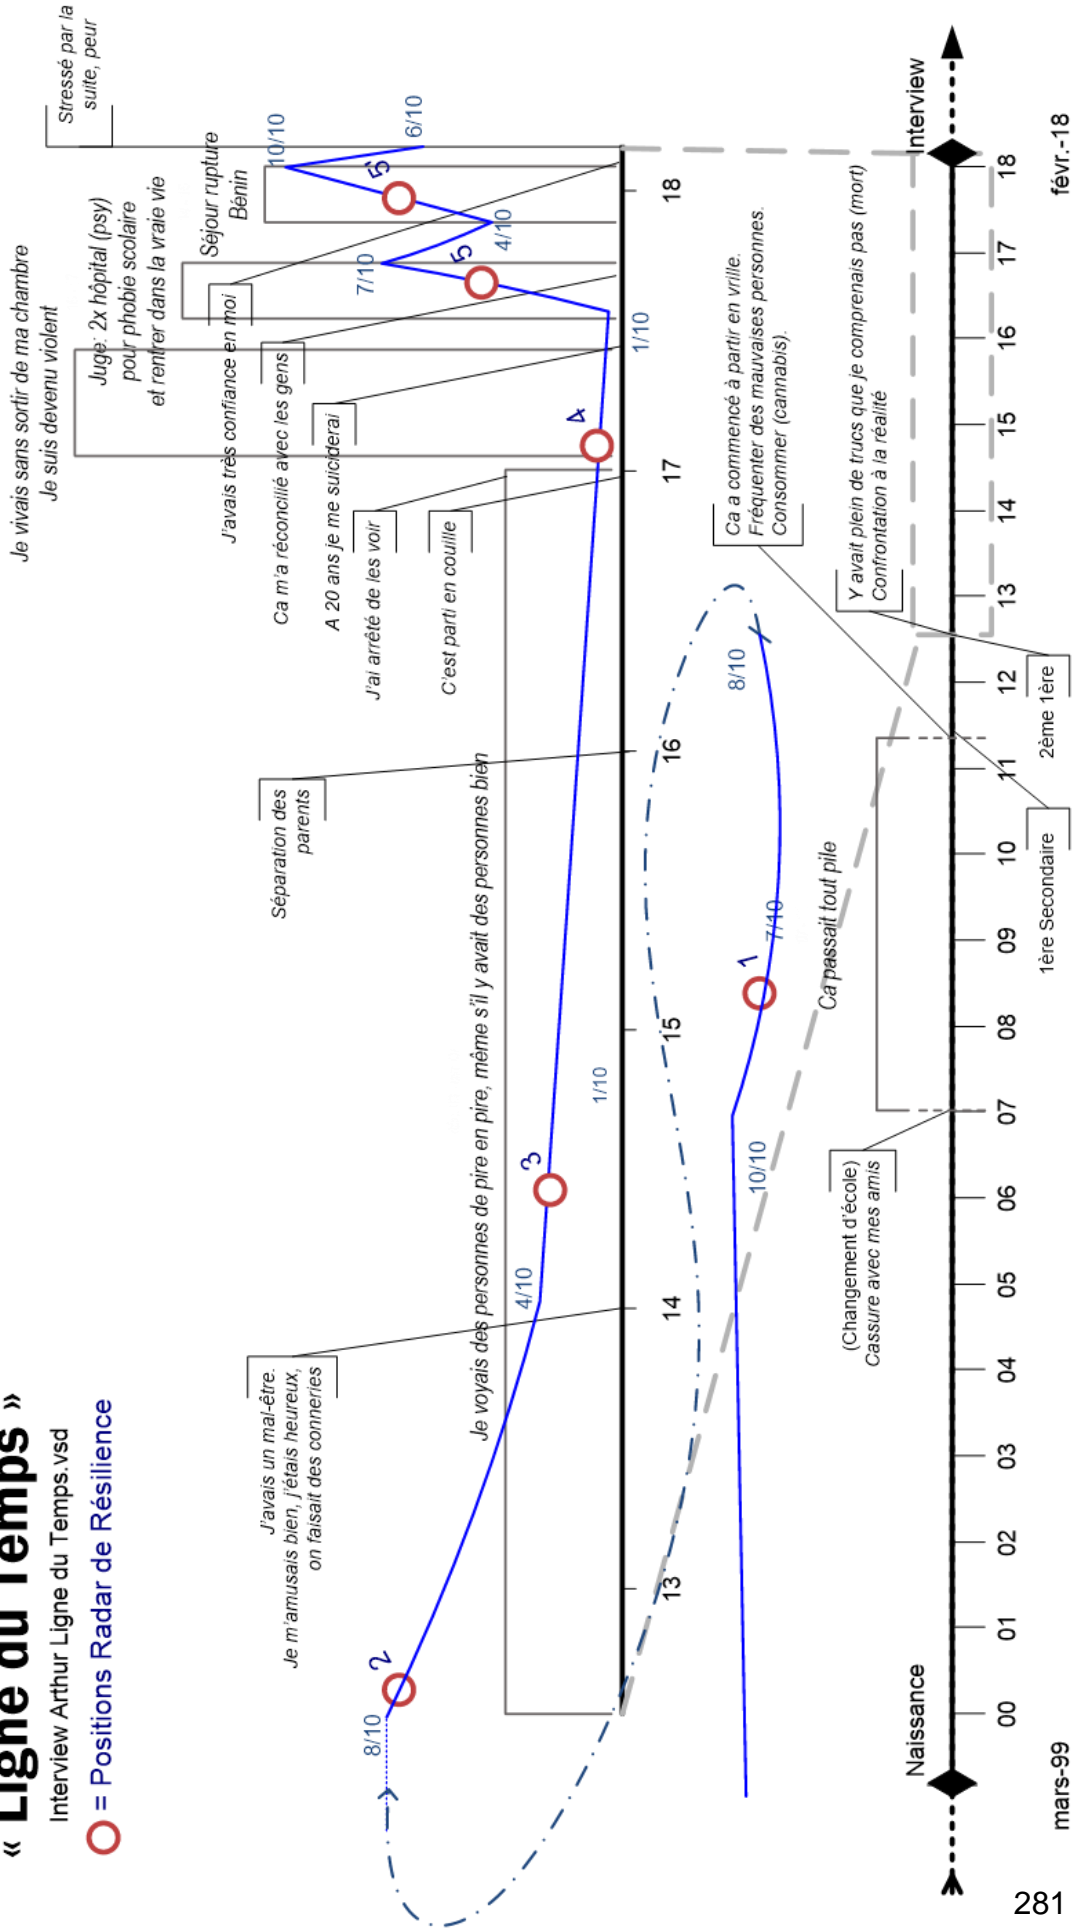 « Ligne du Temps »
Interview Arthur Ligne du Temps.vsd
= Positions Radar de Résilience
Je vivais sans sortir de ma chambre
Je suis devenu violent
Stressé par la
suite, peur
Juge: 2x hôpital (psy)
pour phobie scolaire
et rentrer dans la vraie vie
Séjour rupture
Bénin
J'avais très confiance en moi
Ca m'a réconcilié avec les gens
A 20 ans je me suiciderai
J'ai arrêté de les voir
C'est parti en couille
Séparation des
parents
J'avais un mal-être.
Je m'amusais bien, j'étais heureux,
on faisait des conneries
Je voyais des personnes de pire en pire, même s'il y avait des personnes bien
8/10
2
4/10
3
1/10
4
1/10
7/10
5
4/10
5'
10/10
6/10
13
14
15
16
17
18
10/10
1
7/10
8/10
Ca a commencé à partir en vrille.
Fréquenter des mauvaises personnes.
Consommer (cannabis).
Y avait plein de trucs que je comprenais pas (mort)
Confrontation à la réalité
Ca passait tout pile
(Changement d'école)
Cassure avec mes amis
Naissance
Interview
00
01
02
03
04
05
06
07
08
09
10
11
12
13
14
15
16
17
18
1ère Secondaire
2ème 1ère
mars-99
févr.-18
281